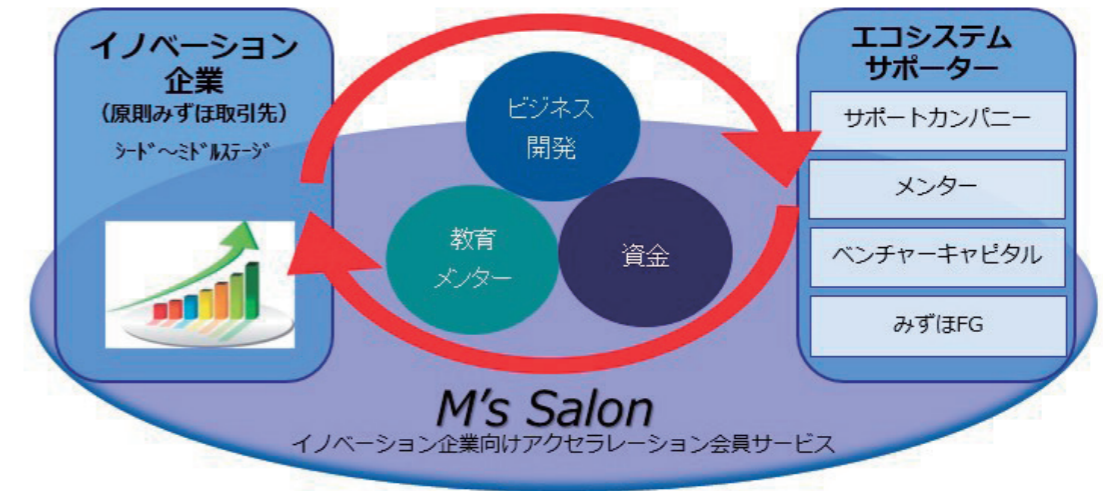 イノベーション
企業
(原則みずほ取引先)
ｼｰﾄﾞ～ﾐﾄﾞﾙｽﾃｰｼﾞ
ビジネス
開発
教育
メンター
資金
エコシステム
サポーター
サポートカンパニー
メンター
ベンチャーキャピタル
みずほFG
M's Salon
イノベーション企業向けアクセラレーション会員サービス